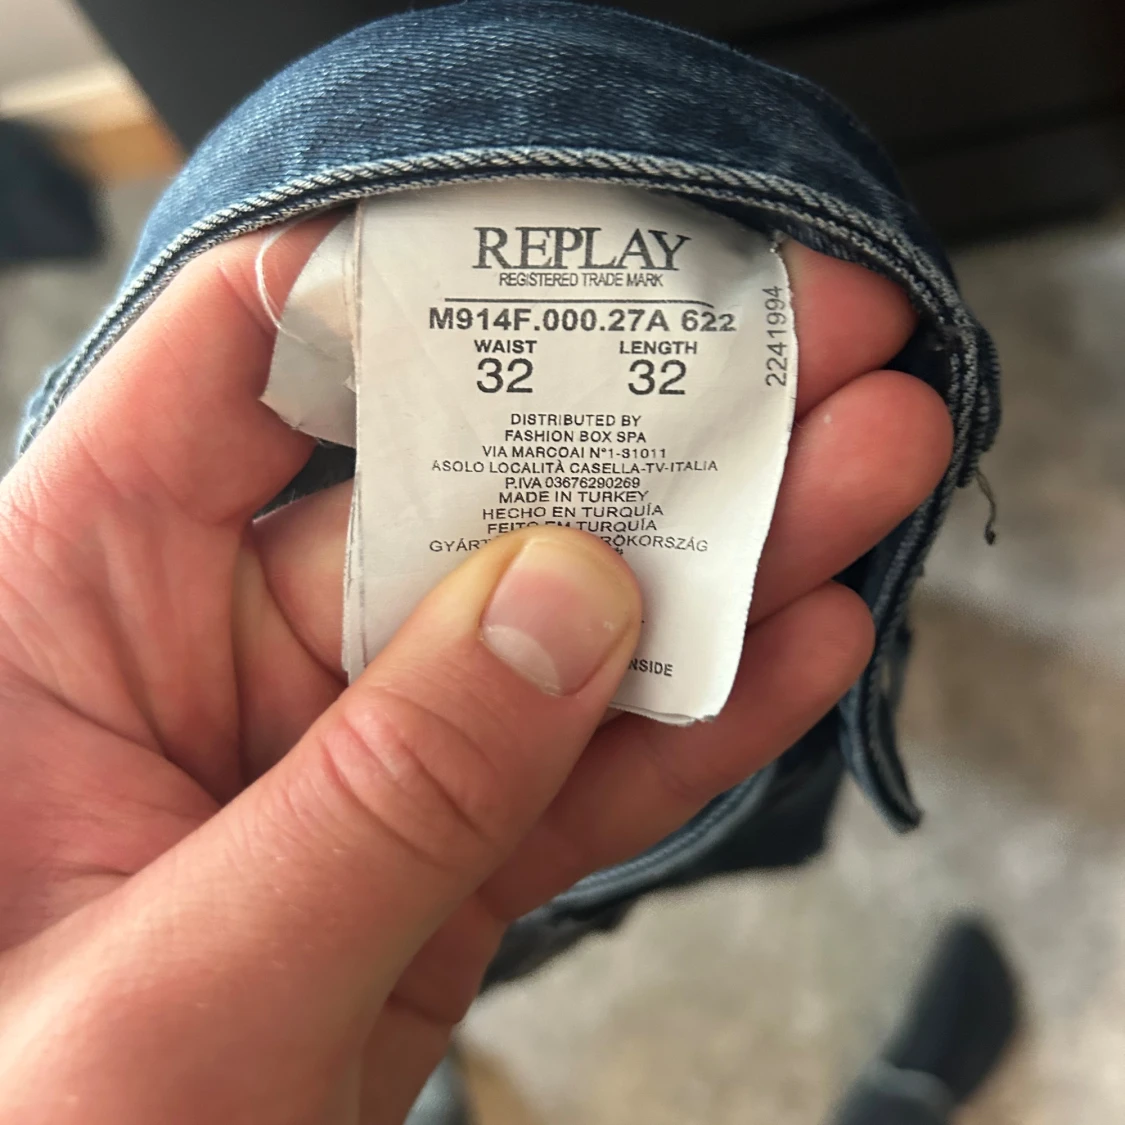 REPLAY
REGISTERED TRADE MARK
M914F.000.27A 622
WAIST LENGTH
32 32
2241994
DISTRIBUTED BY
FASHION BOX SPA
VIA MARCOAI N°1-31011
ASOLO LOCALITÀ CASELLA-TV-ITALIA
P.IVA 03676290269
MADE IN TURKEY
HECHO EN TURQUÍA
FEITO EM TURQUÍA